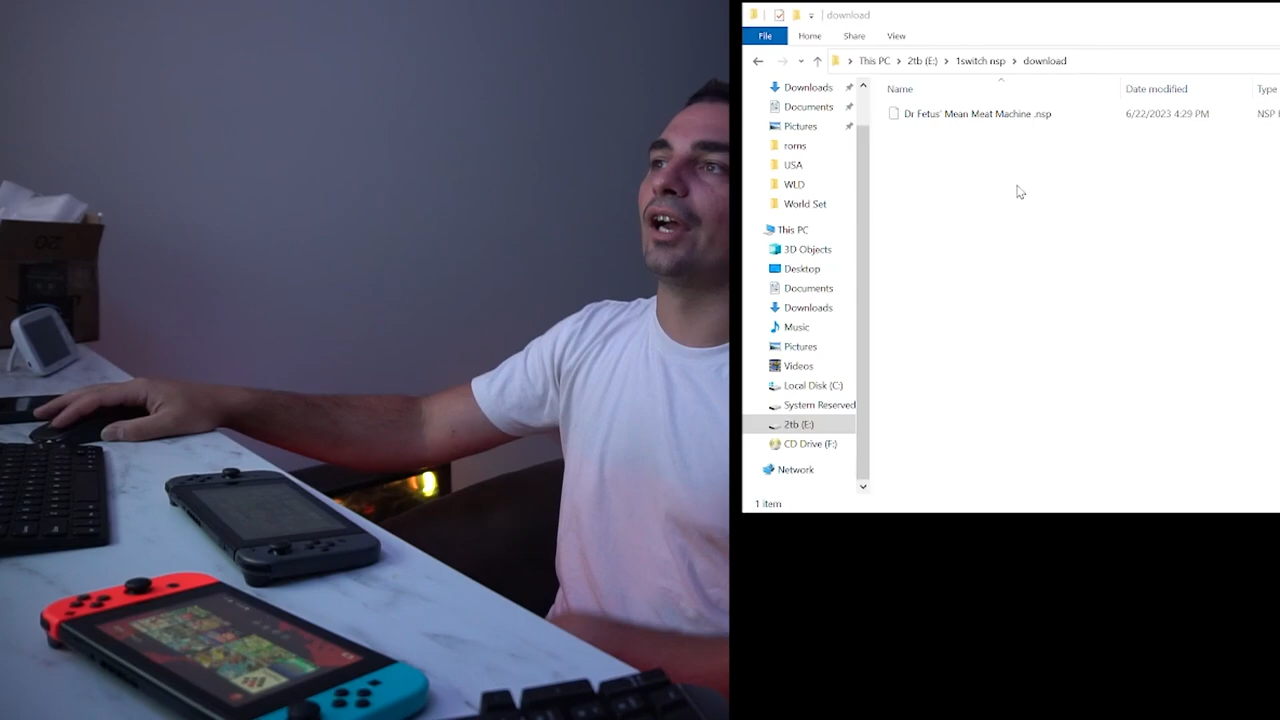 download
File Home Share View
This PC 2tb (E:) 1switch nsp download
Name Date modified Type
Dr Fetus' Mean Meat Machine .nsp 6/22/2023 4:29 PM NSP
Downloads
Documents
Pictures
roms
USA
WLD
World Set
This PC
3D Objects
Desktop
Documents
Downloads
Music
Pictures
Videos
Local Disk (C:)
System Reserved
2tb (E:)
CD Drive (F:)
Network
1 item